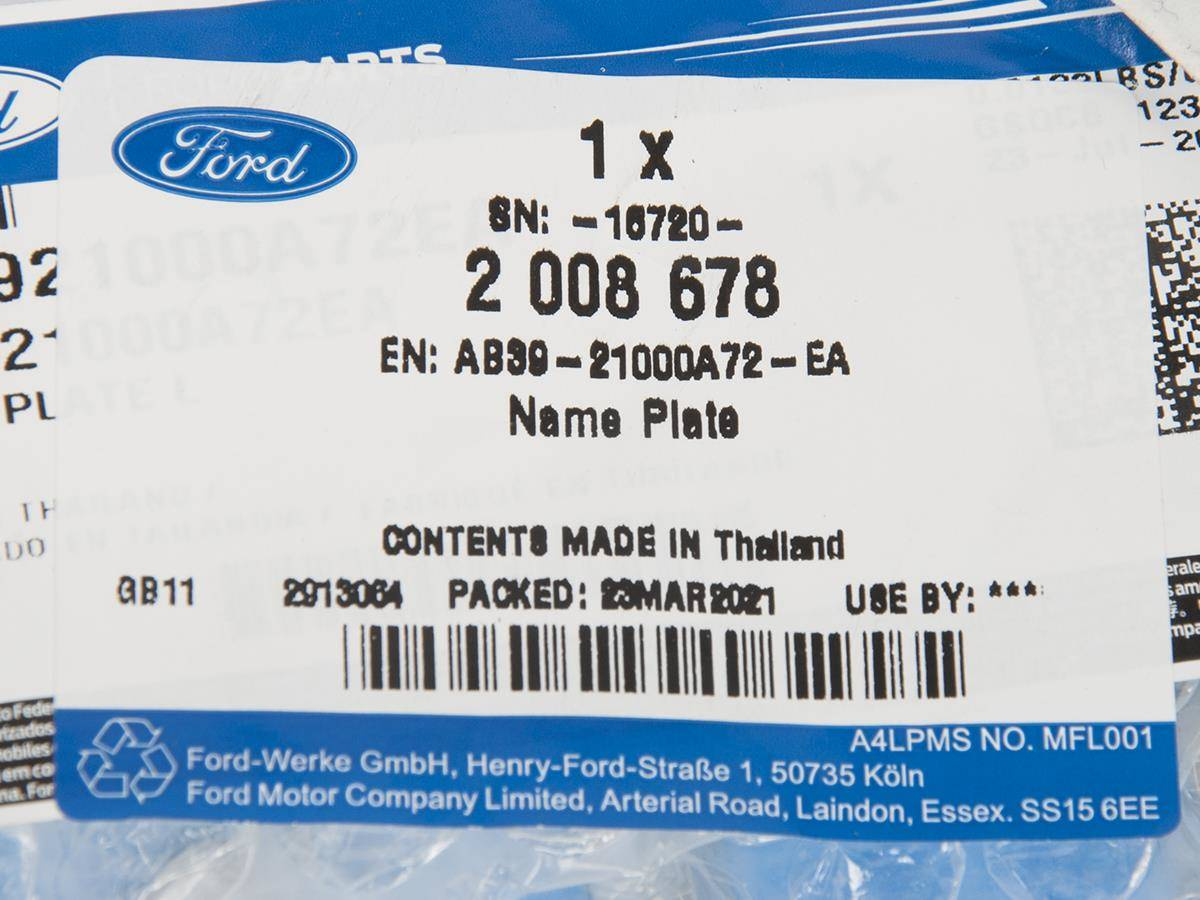 PARTS
Ford
1 x
SN: -16720-
2 008 678
EN: AB39-21000A72-EA
Name Plate
CONTENTS MADE IN Thailand
GB11 2913064 PACKED: 23MAR2021 USE BY: ***
A4LPMS NO. MFL001
Ford-Werke GmbH, Henry-Ford-Straße 1, 50735 Köln
Ford Motor Company Limited, Arterial Road, Laindon, Essex. SS15 6EE